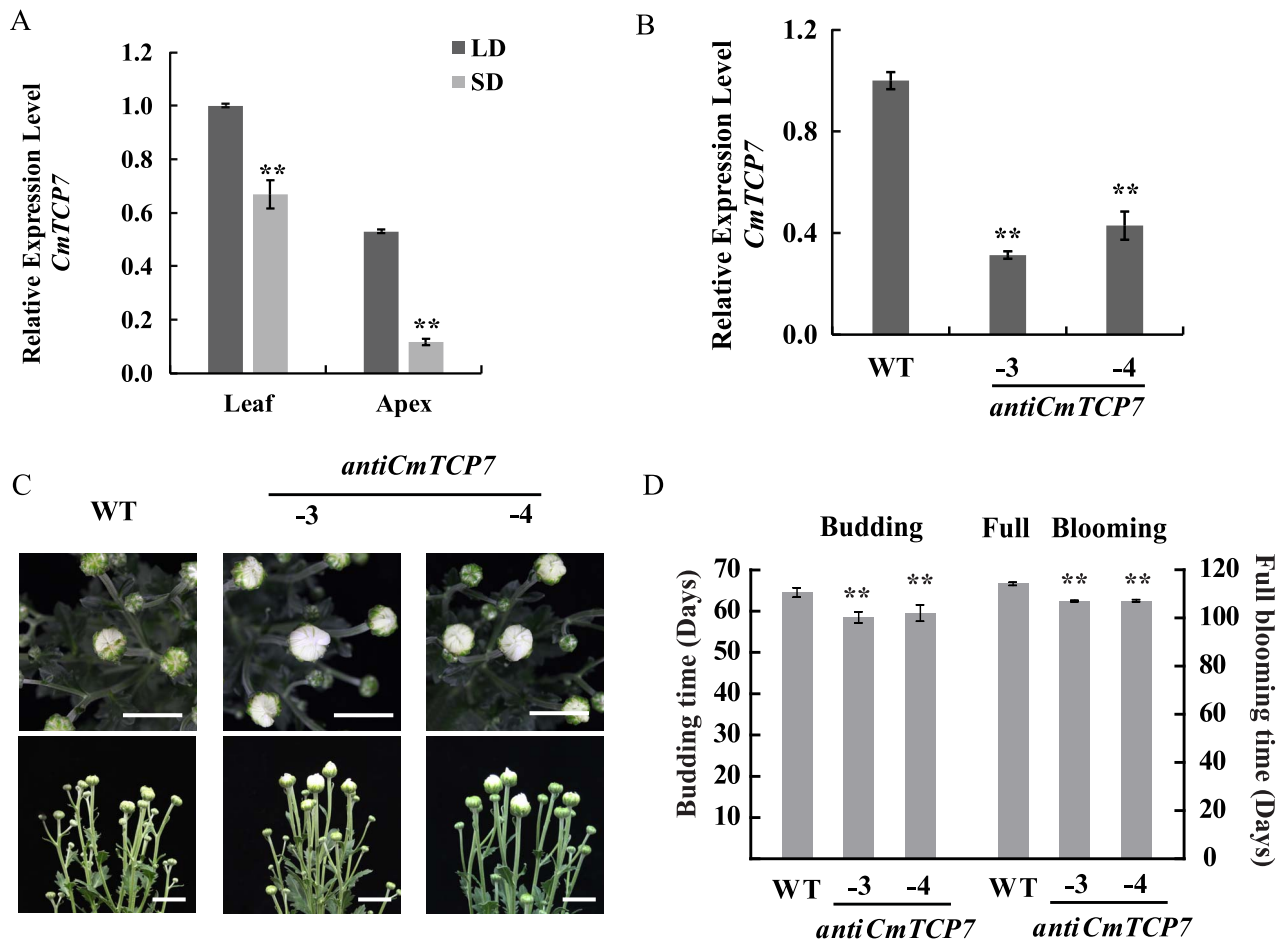 A
Relative Expression Level
CmTCP7
1.2
1.0
0.8
0.6
0.4
0.2
0.0
LD
SD
**
**
Leaf
Apex
B
Relative Expression Level
CmTCP7
1.2
0.8
0.4
0.0
**
**
WT
-3
-4
antiCmTCP7
C
antiCmTCP7
WT
-3
-4
D
Budding
Full Blooming
Budding time (Days)
70
60
50
40
30
20
10
**
**
**
**
120
100
80
60
40
20
0
Full blooming time (Days)
WT
-3
-4
WT
-3
-4
antiCmTCP7
antiCmTCP7